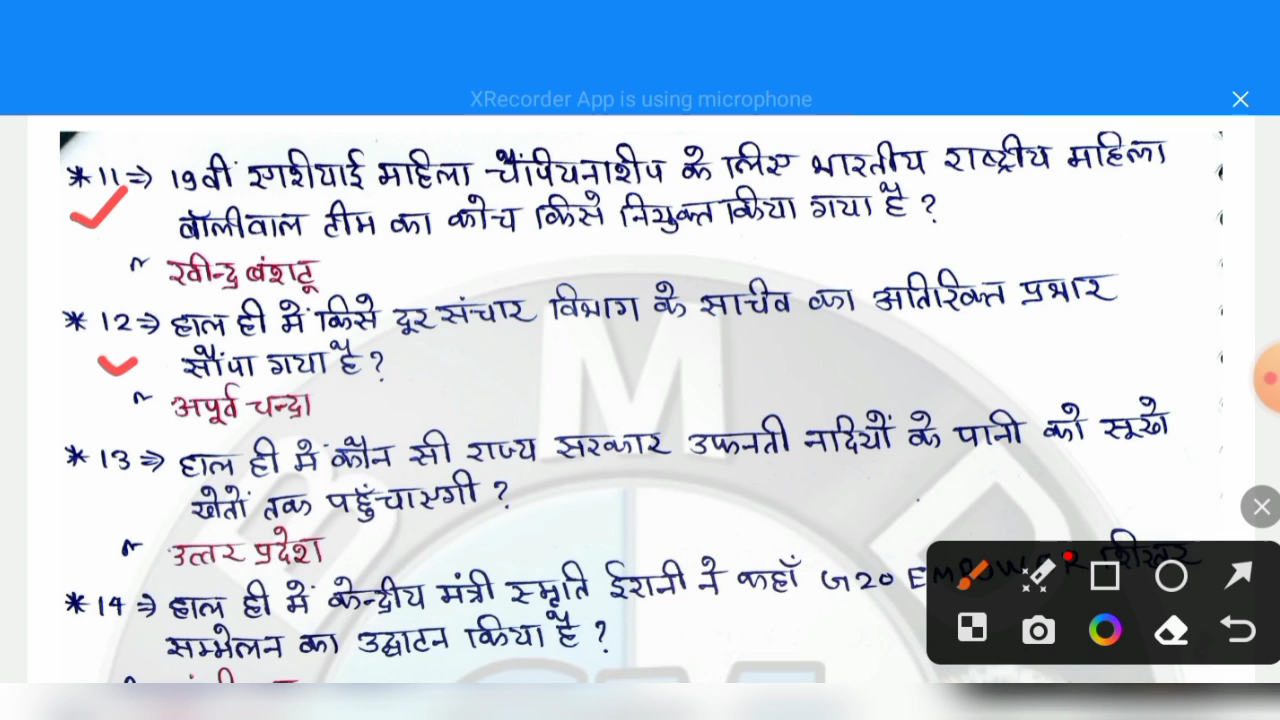 XRecorder App is using microphone
*11⇒ 19वीं एशीयाई महिला चैंपियनशिप के लिए भारतीय राष्ट्रीय महिला
वॉलीवाल टीम का कोच किसे नियुक्त किया गया है ?
~ रवीन्द्र बंशटू
*12⇒ हाल ही में किसे दूर संचार विभाग के सचिव का अतिरिक्त प्रभार
सौंपा गया है ?
~ अपूर्व चन्द्रा
*13⇒ हाल ही में कौन सी राज्य सरकार उफनती नदियों के पानी को सूखे
खेतों तक पहुँचाएगी ?
~ उत्तर प्रदेश
*14⇒ हाल ही में केन्द्रीय मंत्री स्मृति ईरानी ने कहाँ G20 EMPOWER शिखर
सम्मेलन का उद्घाटन किया है ?
B M